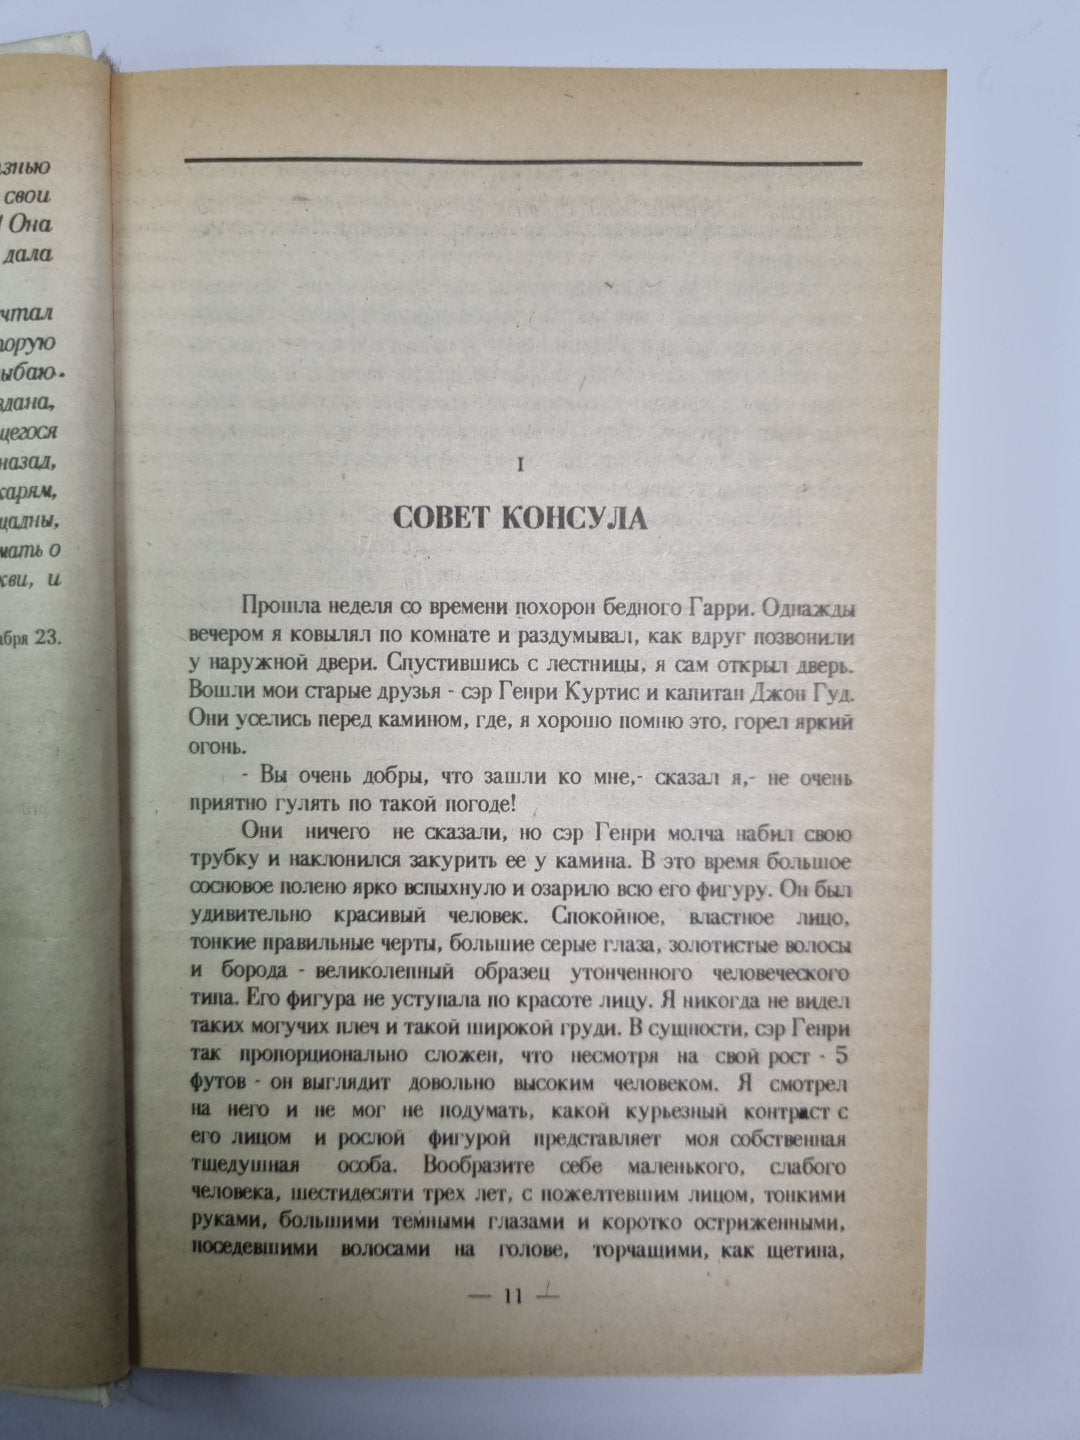 свои
Она
дала
назад,
и
23.
I
СОВЕТ КОНСУЛА
Прошла неделя со времени похорон бедного Гарри. Однажды
вечером я ковылял по комнате и раздумывал, как вдруг позвонили
у наружной двери. Спустившись с лестницы, я сам открыл дверь.
Вошли мои старые друзья - сэр Генри Куртис и капитан Джон Гуд.
Они уселись перед камином, где, я хорошо помню это, горел яркий
огонь.
- Вы очень добры, что зашли ко мне,- сказал я,- не очень
приятно гулять по такой погоде!
Они ничего не сказали, но сэр Генри молча набил свою
трубку и наклонился закурить ее у камина. В это время большое
сосновое полено ярко вспыхнуло и озарило всю его фигуру. Он был
удивительно красивый человек. Спокойное, властное лицо,
тонкие правильные черты, большие серые глаза, золотистые волосы
и борода - великолепный образец утонченного человеческого
типа. Его фигура не уступала по красоте лицу. Я никогда не видел
таких могучих плеч и такой широкой груди. В сущности, сэр Генри
так пропорционально сложен, что несмотря на свой рост - 5
футов - он выглядит довольно высоким человеком. Я смотрел
на него и не мог не подумать, какой курьезный контраст с
его лицом и рослой фигурой представляет моя собственная
тщедушная особа. Вообразите себе маленького, слабого
человека, шестидесяти трех лет, с пожелтевшим лицом, тонкими
руками, большими темными глазами и коротко остриженными,
поседевшими волосами на голове, торчащими, как щетина,
— 11 —